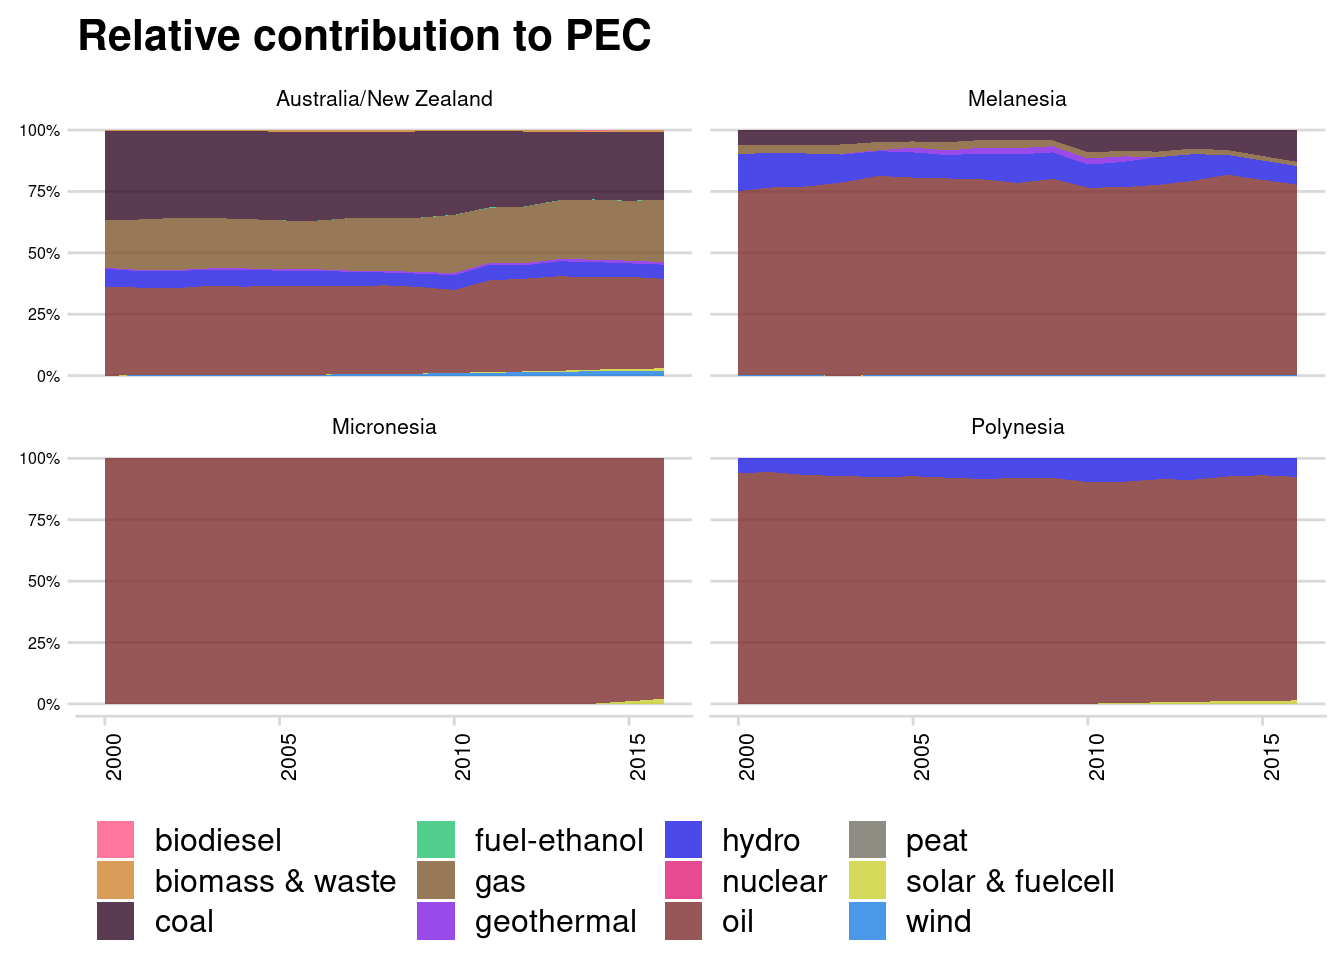 Relative contribution to PEC
Australia/New Zealand
Melanesia
100%
75%
50%
25%
0%
Micronesia
Polynesia
100%
75%
50%
25%
0%
2000
2005
2010
2015
2000
2005
2010
2015
biodiesel
fuel-ethanol
hydro
peat
biomass & waste
gas
nuclear
solar & fuelcell
coal
geothermal
oil
wind